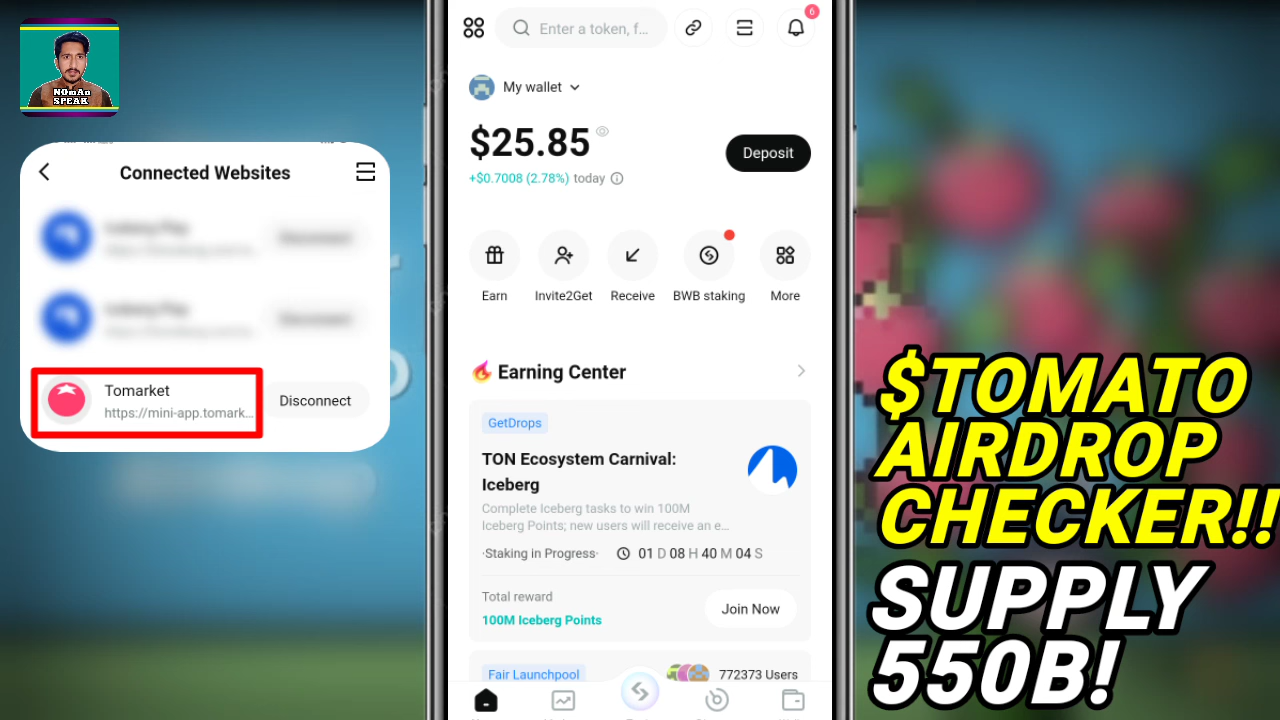 NOmAn
SPEAK
Connected Websites
Tomarket
https://mini-app.tomark...
Disconnect
Enter a token, f...
6
My wallet
$25.85
+$0.7008 (2.78%) today
Deposit
Earn
Invite2Get
Receive
BWB staking
More
Earning Center
GetDrops
TON Ecosystem Carnival:
Iceberg
Complete Iceberg tasks to win 100M
Iceberg Points; new users will receive an e...
·Staking in Progress·
01 D 08 H 40 M 04 S
Total reward
100M Iceberg Points
Join Now
Fair Launchpool
772373 Users
$TOMATO
AIRDROP
CHECKER!!
SUPPLY
550B!